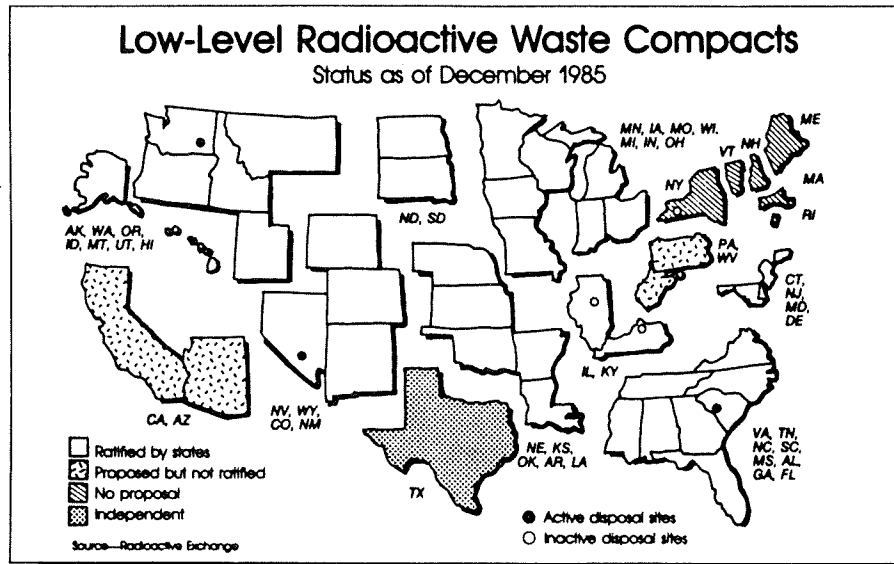 Low-Level Radioactive Waste Compacts
Status as of December 1985
MN, IA, MO, WI,
MI, IN, OH
ME
VT
NH
NY
MA
RI
ND, SD
AK, WA, OR,
ID, MT, UT, HI
PA,
WV
CT,
NJ,
MD,
DE
IL, KY
CA, AZ
NV, WY,
CO, NM
NE, KS,
OK, AR, LA
VA, TN,
NC, SC,
MS, AL,
GA, FL
TX
Ratified by states
Proposed but not ratified
No proposal
Independent
Active disposal sites
Inactive disposal sites
Source—Radioactive Exchange